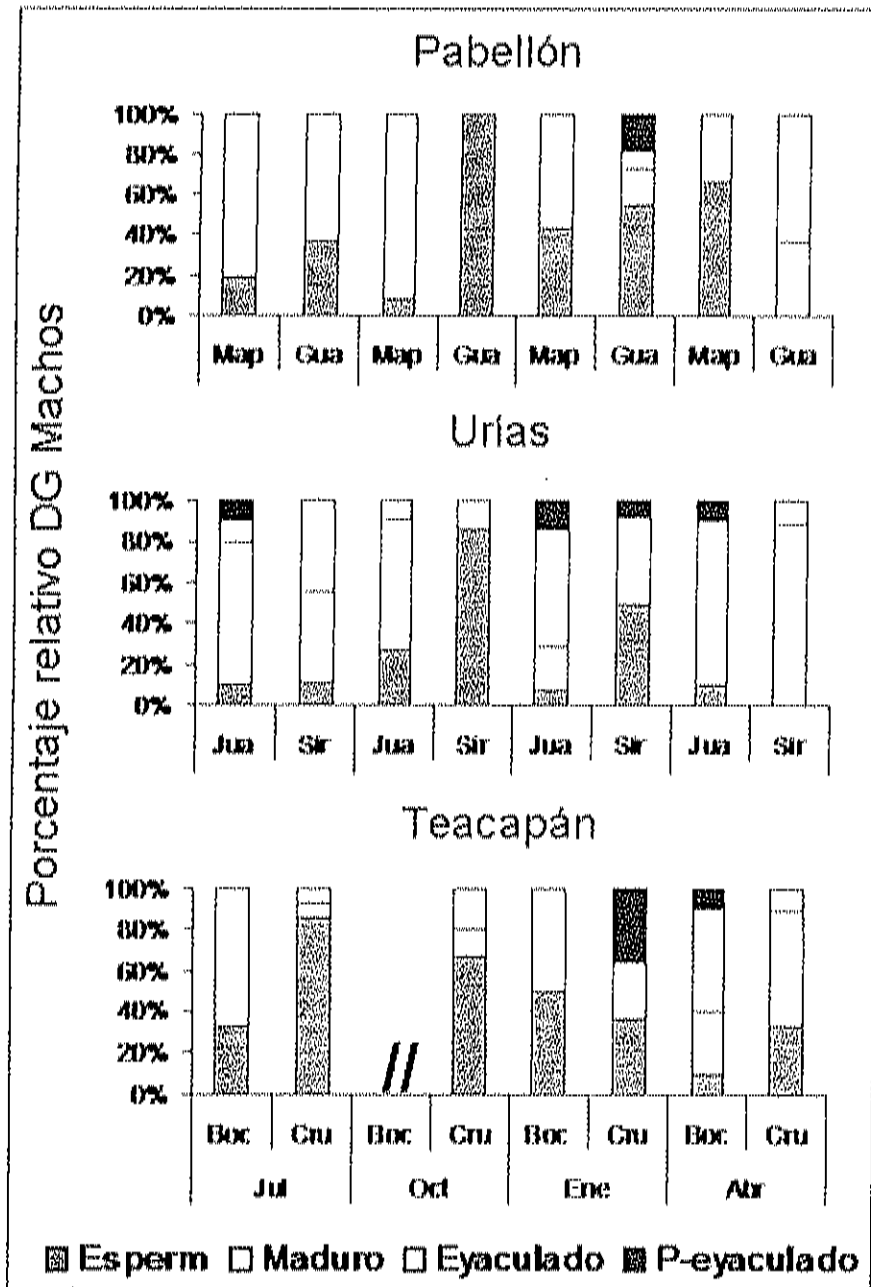 Pabellón
100%
80%
60%
40%
20%
0%
Map Gua Map Gua Map Gua Map Gua
Urías
100%
80%
60%
40%
20%
0%
Jua Sir Jua Sir Jua Sir Jua Sir
Teacapán
100%
80%
60%
40%
20%
0%
Boc Cru Boc Cru Boc Cru Boc Cru
Jul Oct Ene Abr
Porcentaje relativo DG Machos
Esperm Maduro Eyaculado P-eyaculado